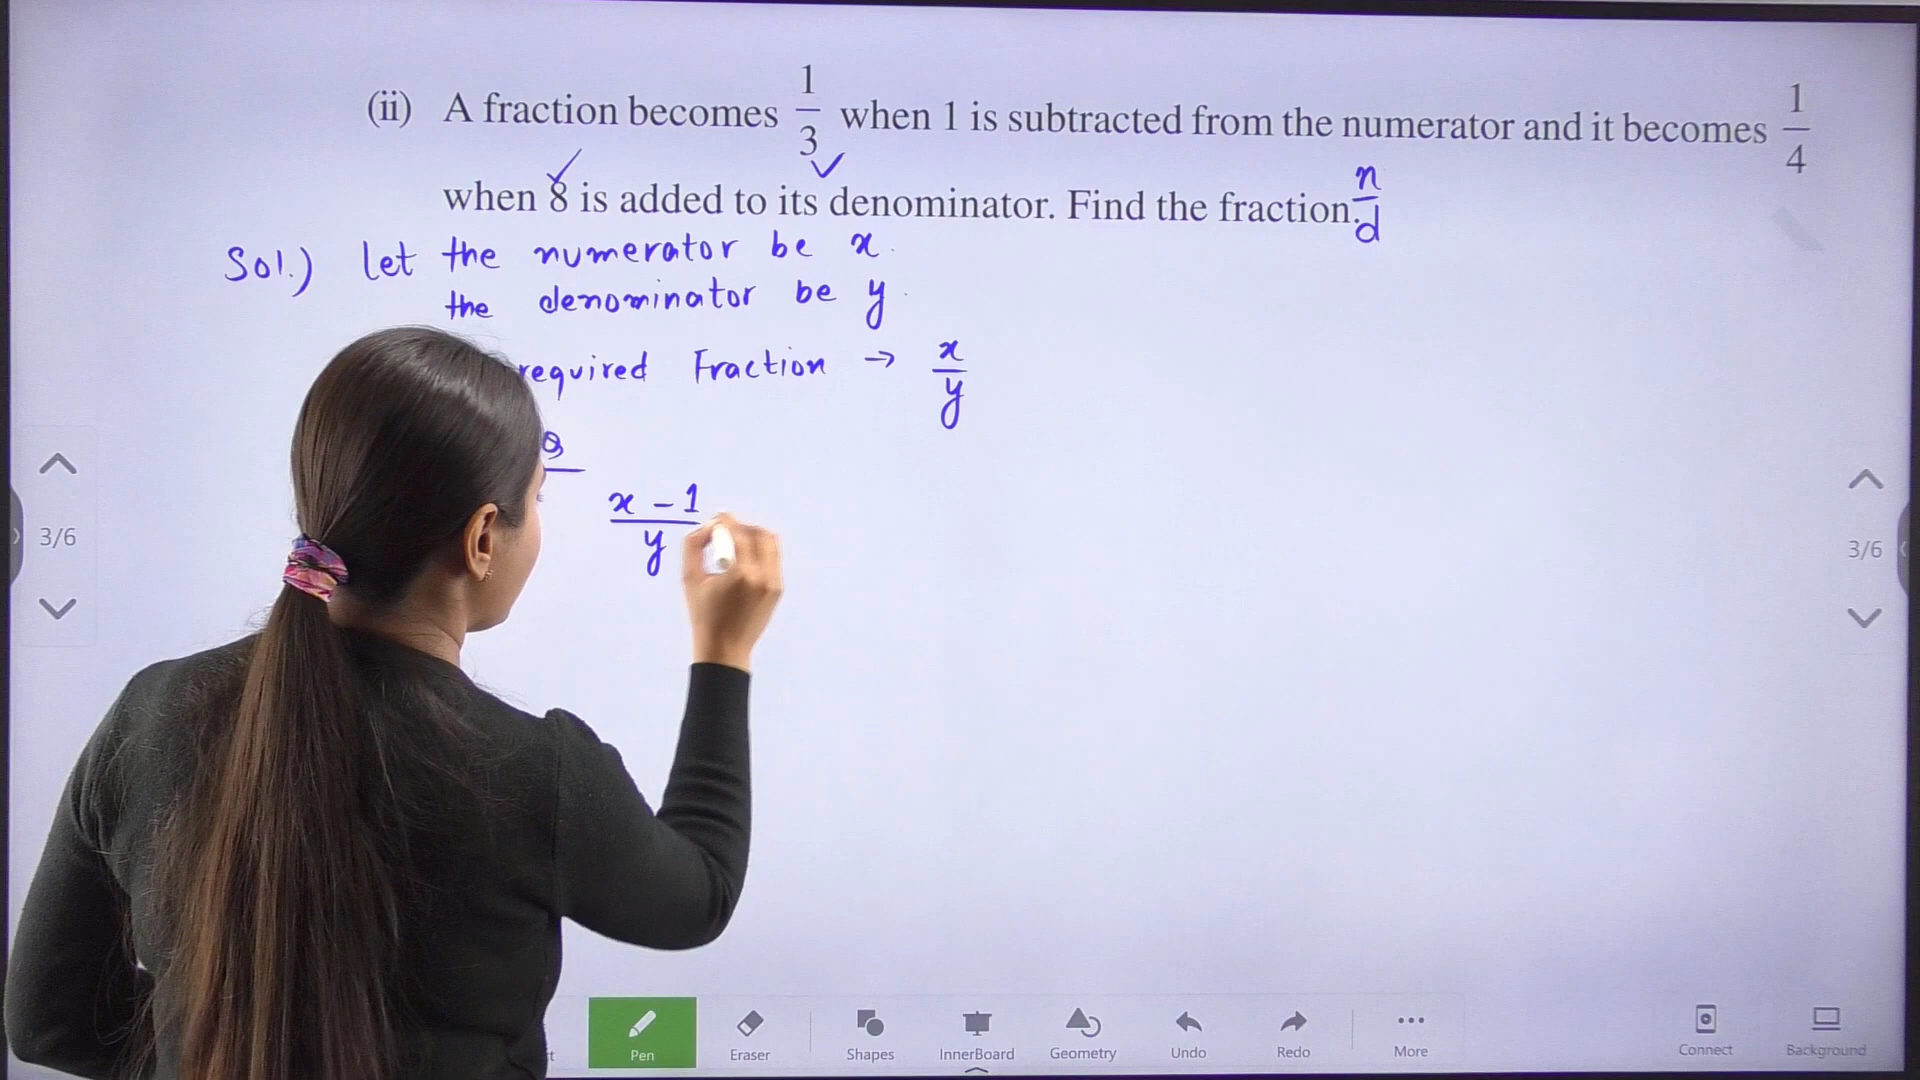 (ii) A fraction becomes 1/3 when 1 is subtracted from the numerator and it becomes 1/4
when 8 is added to its denominator. Find the fraction. n/d
Sol.) let the numerator be x.
the denominator be y.
required Fraction → x/y
x - 1
y
3/6
3/6
Pen
Eraser
Shapes
InnerBoard
Geometry
Undo
Redo
More
Connect
Background